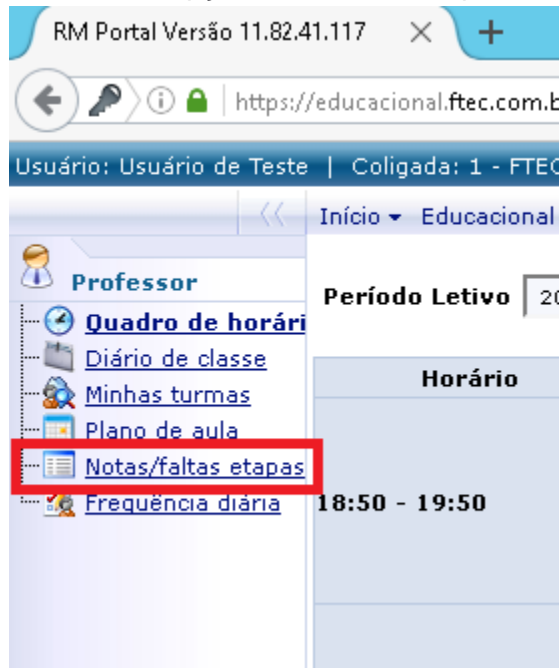 RM Portal Versão 11.82.41.117
https://educacional.ftec.com.b
Usuário: Usuário de Teste | Coligada: 1 - FTEC
Início Educacional
Professor
Período Letivo 20
Quadro de horári
Diário de classe
Horário
Minhas turmas
Plano de aula
Notas/faltas etapas
Frequência diária
18:50 - 19:50